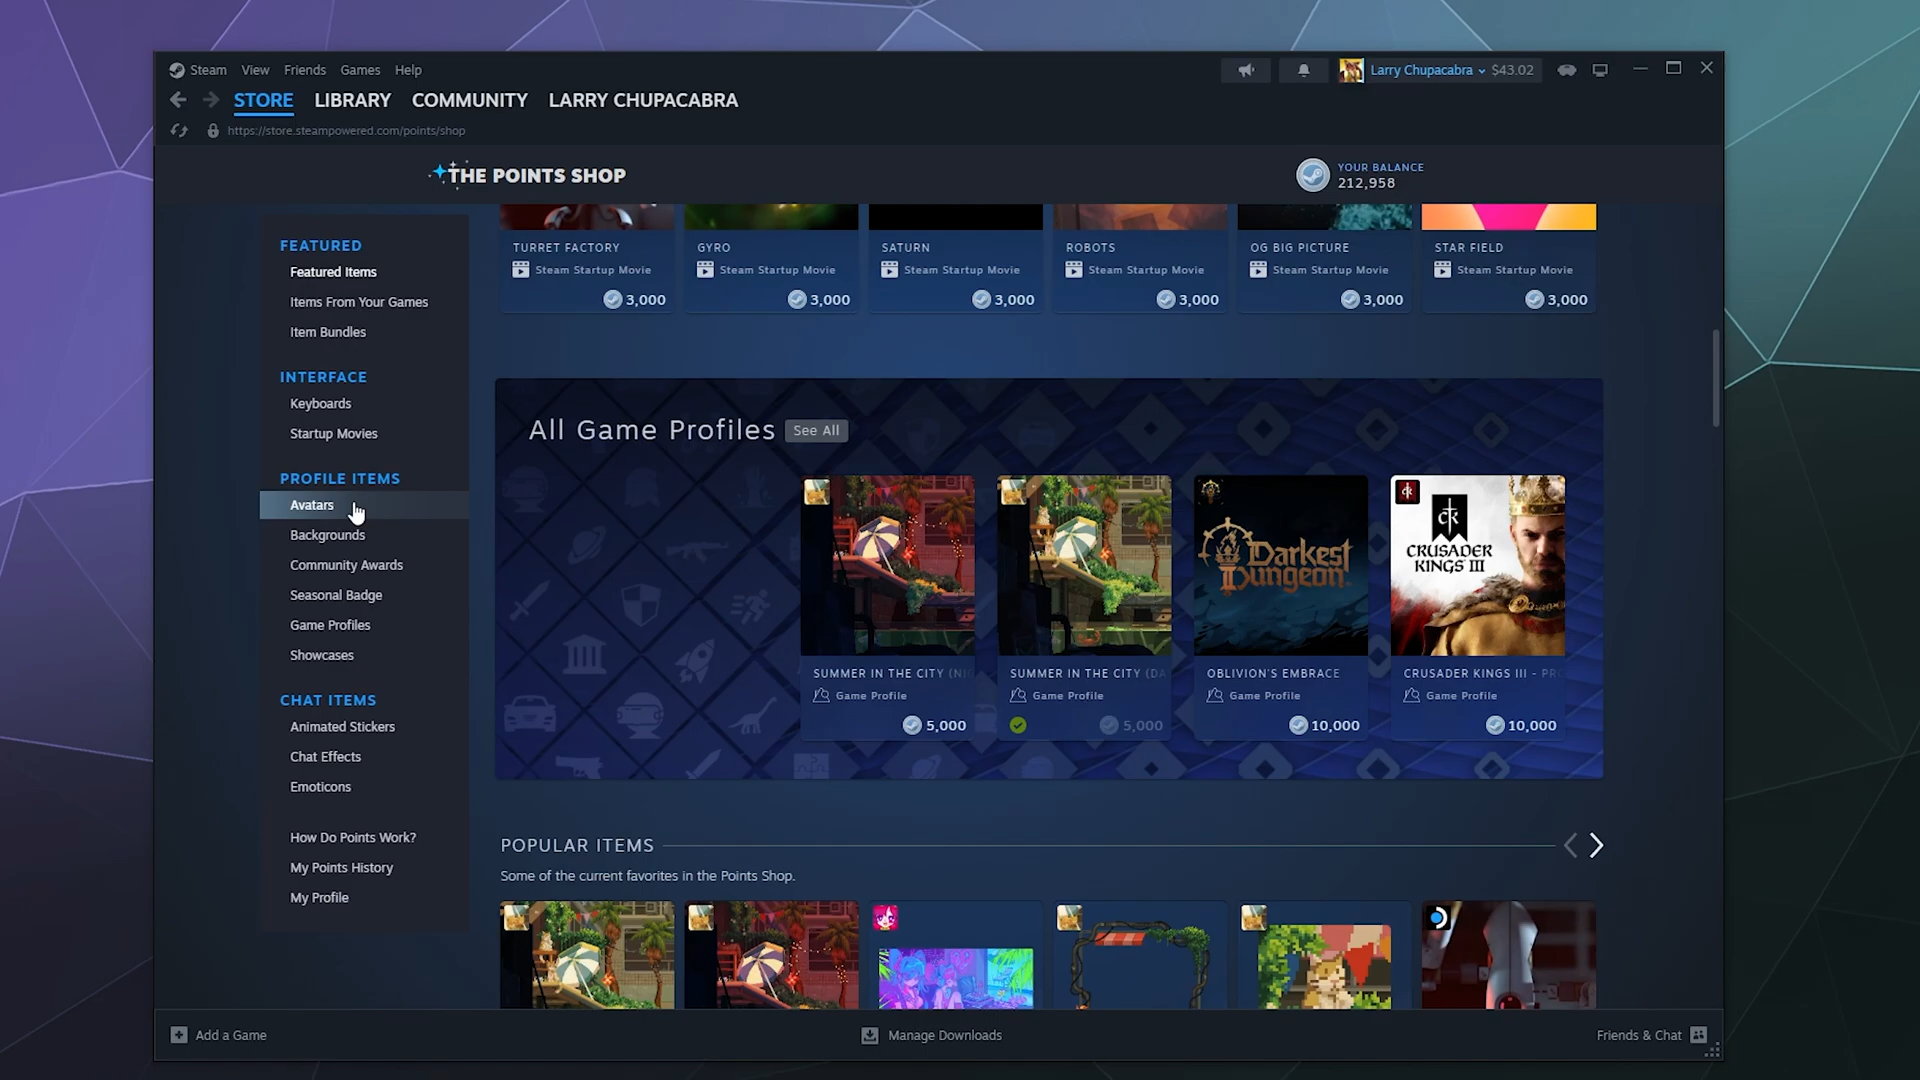 Steam View Friends Games Help
Larry Chupacabra $43.02
STORE LIBRARY COMMUNITY LARRY CHUPACABRA
https://store.steampowered.com/points/shop
THE POINTS SHOP
YOUR BALANCE
212,958
FEATURED
Featured Items
Items From Your Games
Item Bundles
INTERFACE
Keyboards
Startup Movies
PROFILE ITEMS
Avatars
Backgrounds
Community Awards
Seasonal Badge
Game Profiles
Showcases
CHAT ITEMS
Animated Stickers
Chat Effects
Emoticons
How Do Points Work?
My Points History
My Profile
TURRET FACTORY
Steam Startup Movie
3,000
GYRO
Steam Startup Movie
3,000
SATURN
Steam Startup Movie
3,000
ROBOTS
Steam Startup Movie
3,000
OG BIG PICTURE
Steam Startup Movie
3,000
STAR FIELD
Steam Startup Movie
3,000
All Game Profiles See All
SUMMER IN THE CITY (NI
Game Profile
5,000
SUMMER IN THE CITY (DA
Game Profile
5,000
Darkest
Dungeon
OBLIVION'S EMBRACE
Game Profile
10,000
CRUSADER
KINGS III
CRUSADER KINGS III - PRO
Game Profile
10,000
POPULAR ITEMS
Some of the current favorites in the Points Shop.
Add a Game
Manage Downloads
Friends & Chat